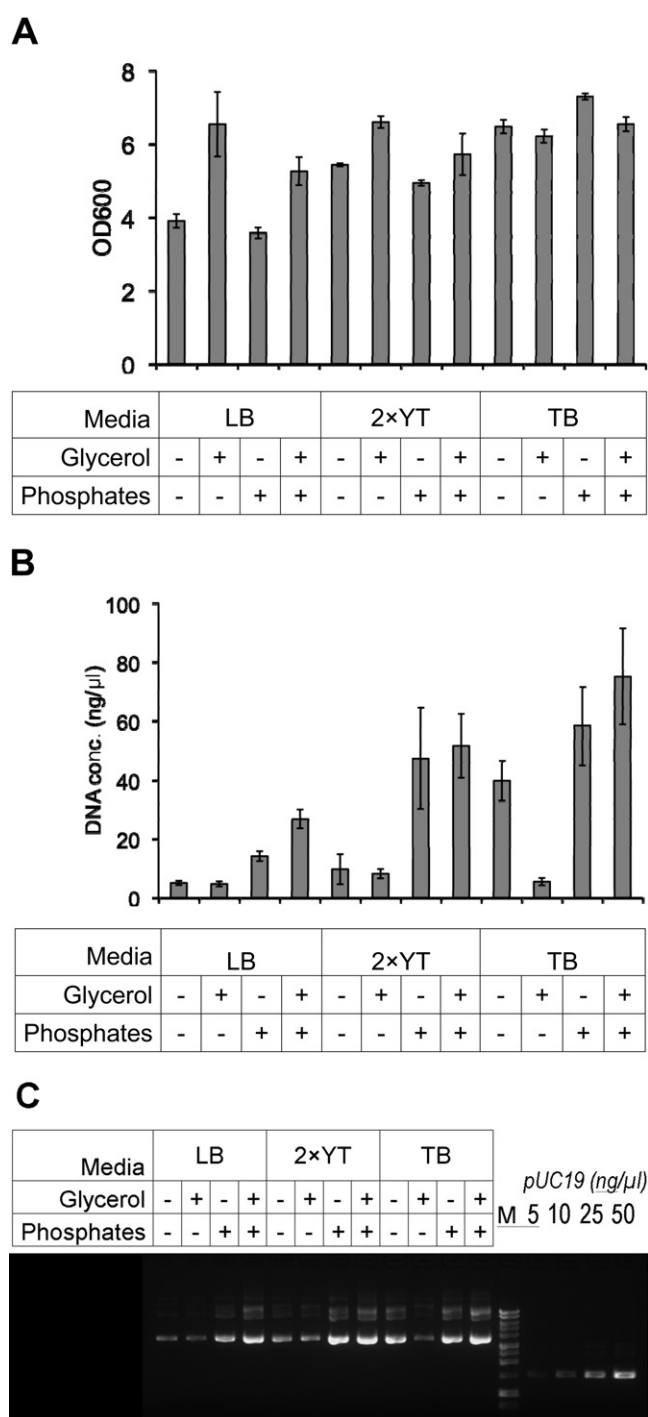 A
8
6
4
2
0
OD600
Media LB 2×YT TB
Glycerol - + - + - + - + - + - +
Phosphates - - + + - - + + - - + +
B
100
80
60
40
20
0
DNA conc. (ng/µl)
Media LB 2×YT TB
Glycerol - + - + - + - + - + - +
Phosphates - - + + - - + + - - + +
C
Media LB 2×YT TB
Glycerol - + - + - + - + - + - +
Phosphates - - + + - - + + - - + +
pUC19 (ng/µl)
M 5 10 25 50